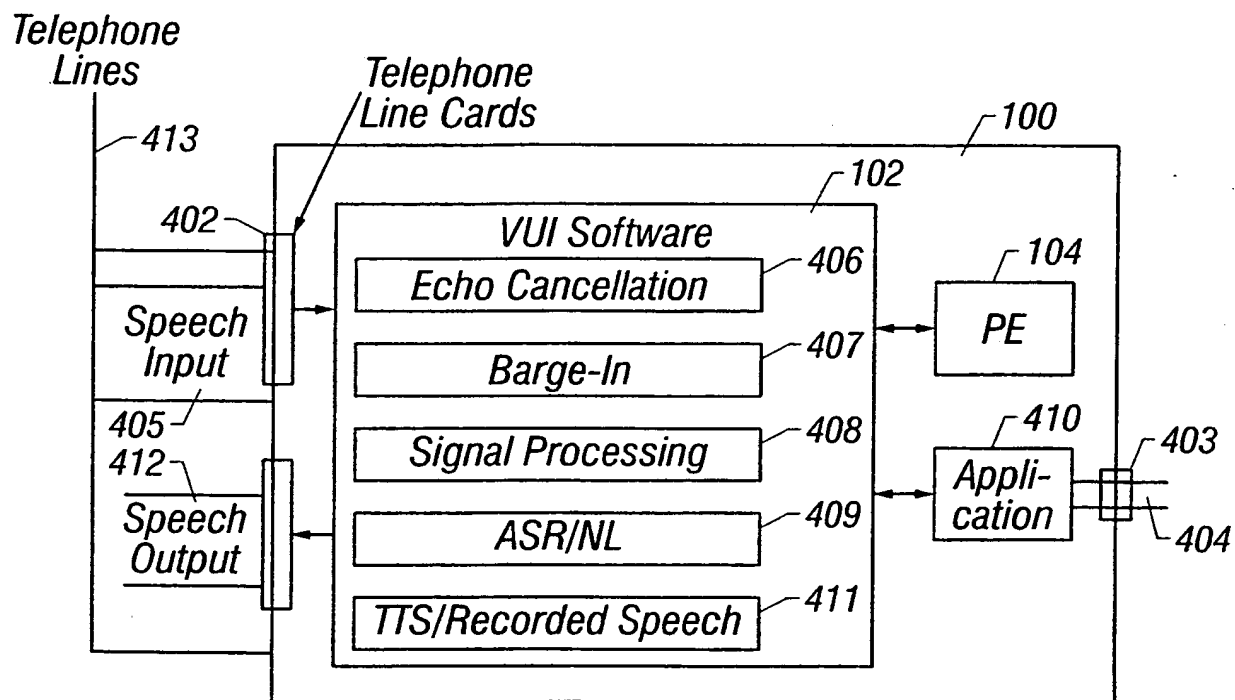 Telephone
Lines
Telephone
Line Cards
413
100
402
102
VUI Software
Echo Cancellation
406
104
PE
Speech
Input
Barge-In
407
405
Signal Processing
408
410
403
412
Appli-
cation
Speech
Output
ASR/NL
409
404
TTS/Recorded Speech
411